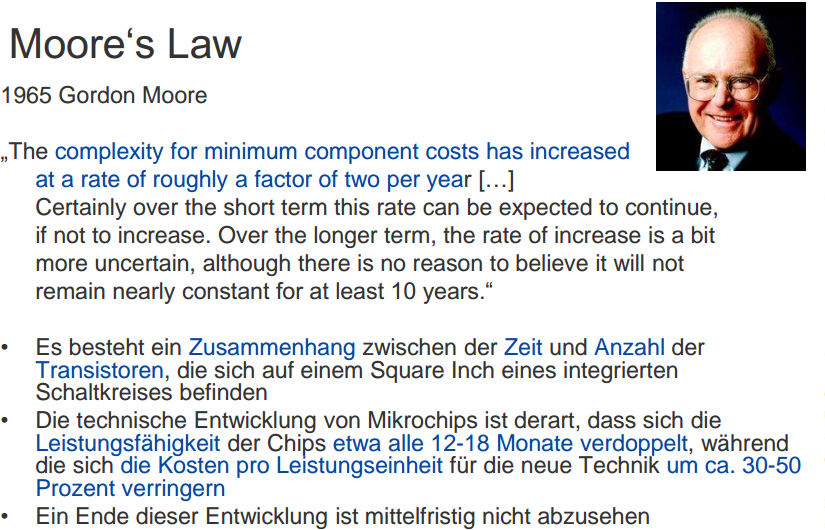 Moore‘s Law
1965 Gordon Moore
„The complexity for minimum component costs has increased
at a rate of roughly a factor of two per year […]
Certainly over the short term this rate can be expected to continue,
if not to increase. Over the longer term, the rate of increase is a bit
more uncertain, although there is no reason to believe it will not
remain nearly constant for at least 10 years.“
• Es besteht ein Zusammenhang zwischen der Zeit und Anzahl der
Transistoren, die sich auf einem Square Inch eines integrierten
Schaltkreises befinden
• Die technische Entwicklung von Mikrochips ist derart, dass sich die
Leistungsfähigkeit der Chips etwa alle 12-18 Monate verdoppelt, während
die sich die Kosten pro Leistungseinheit für die neue Technik um ca. 30-50
Prozent verringern
• Ein Ende dieser Entwicklung ist mittelfristig nicht abzusehen